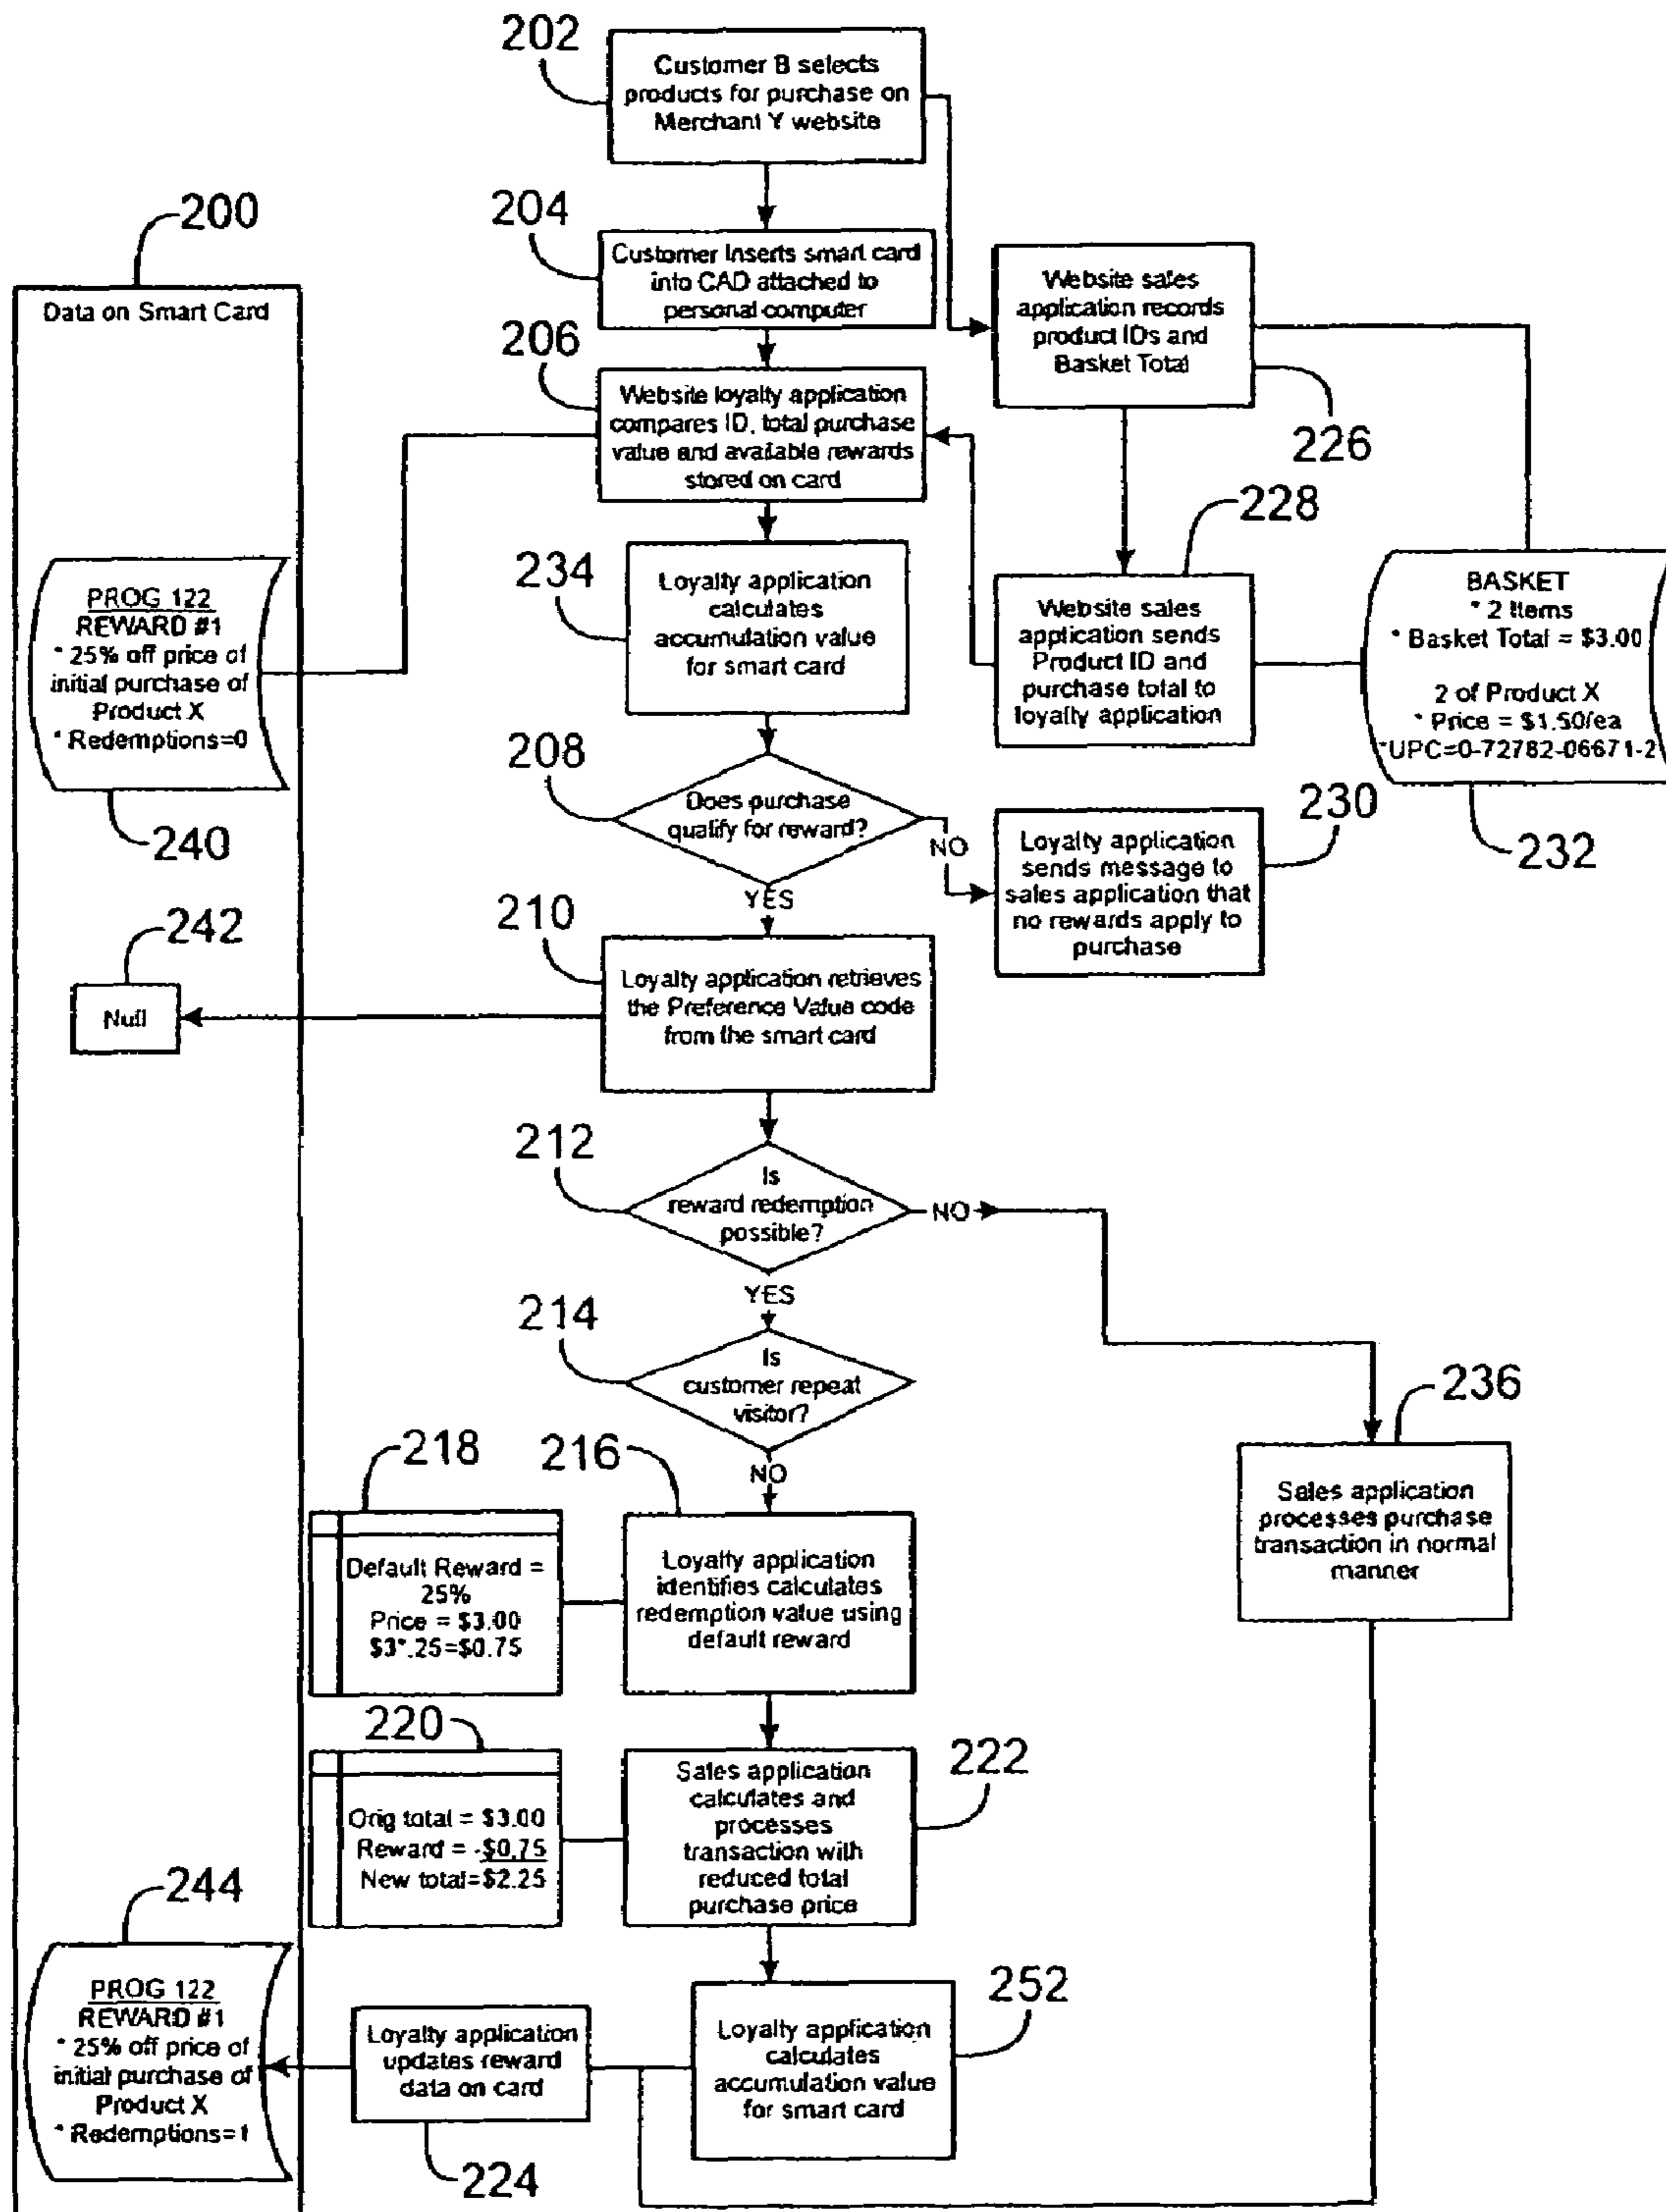 202
Customer B selects
products for purchase on
Merchant Y website
200
204
Data on Smart Card
Customer Inserts smart card
into CAD attached to
personal computer
Website sales
application records
product IDs and
Basket Total
226
206
Website loyalty application
compares ID, total purchase
value and available rewards
stored on card
228
234
Loyalty application
calculates
accumulation value
for smart card
Website sales
application sends
Product ID and
purchase total to
loyalty application
BASKET
* 2 Items
* Basket Total = $3.00
2 of Product X
* Price = $1.50/ea
*UPC=0-72782-06671-2
232
PROG 122
REWARD #1
* 25% off price of
initial purchase of
Product X
* Redemptions=0
240
208
Does purchase
qualify for reward?
NO
YES
230
Loyalty application
sends message to
sales application that
no rewards apply to
purchase
242
Null
210
Loyalty application retrieves
the Preference Value code
from the smart card
212
Is
reward redemption
possible?
NO
YES
214
Is
customer repeat
visitor?
NO
236
Sales application
processes purchase
transaction in normal
manner
218
Default Reward =
25%
Price = $3.00
$3*.25=$0.75
216
Loyalty application
identifies calculates
redemption value using
default reward
220
Orig total = $3.00
Reward = -$0.75
New total=$2.25
222
Sales application
calculates and
processes
transaction with
reduced total
purchase price
244
PROG 122
REWARD #1
* 25% off price of
initial purchase of
Product X
* Redemptions=1
Loyalty application
updates reward
data on card
224
252
Loyalty application
calculates
accumulation value
for smart card